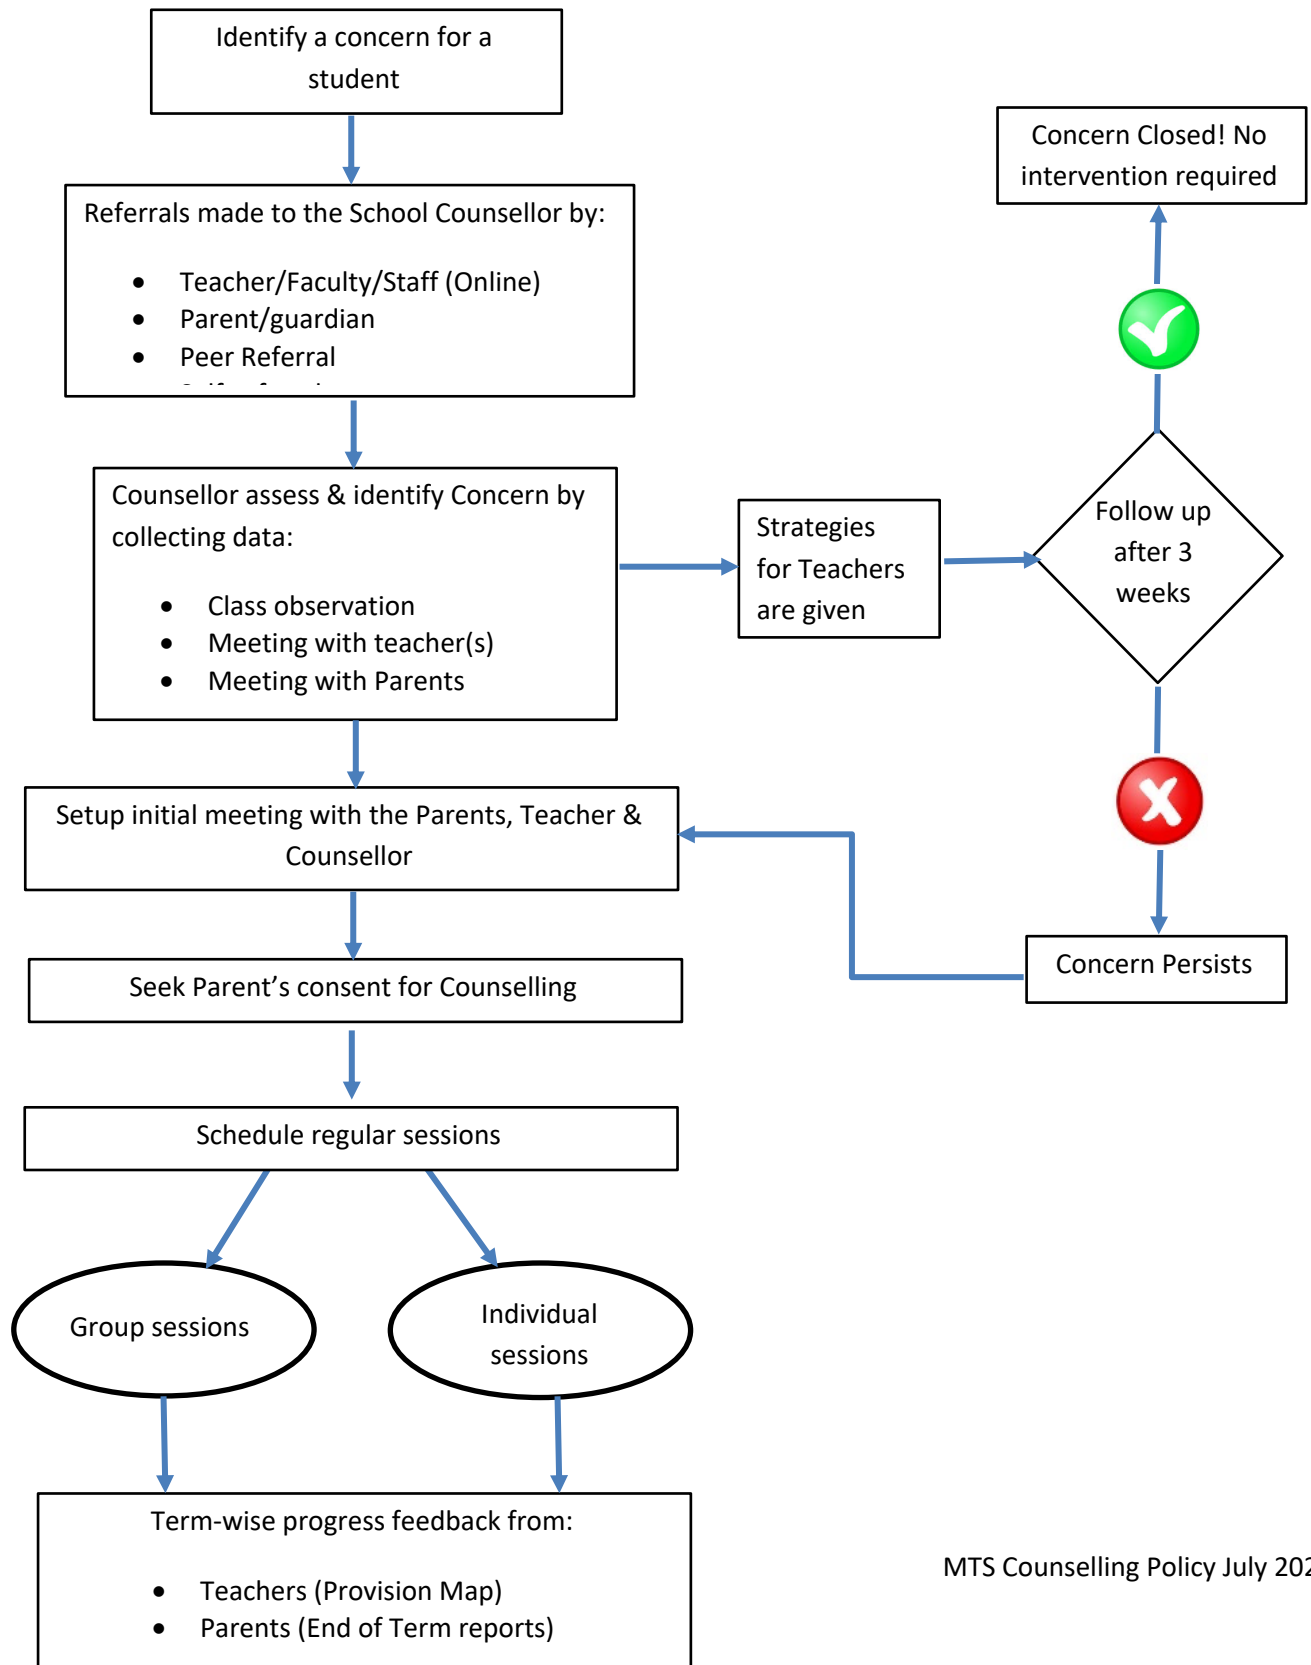 Identify a concern for a
student
Referrals made to the School Counsellor by:
• Teacher/Faculty/Staff (Online)
• Parent/guardian
• Peer Referral
Counsellor assess & identify Concern by
collecting data:
• Class observation
• Meeting with teacher(s)
• Meeting with Parents
Strategies
for Teachers
are given
Follow up
after 3
weeks
Concern Closed! No
intervention required
Concern Persists
Setup initial meeting with the Parents, Teacher &
Counsellor
Seek Parent’s consent for Counselling
Schedule regular sessions
Group sessions
Individual
sessions
Term-wise progress feedback from:
• Teachers (Provision Map)
• Parents (End of Term reports)
MTS Counselling Policy July 202